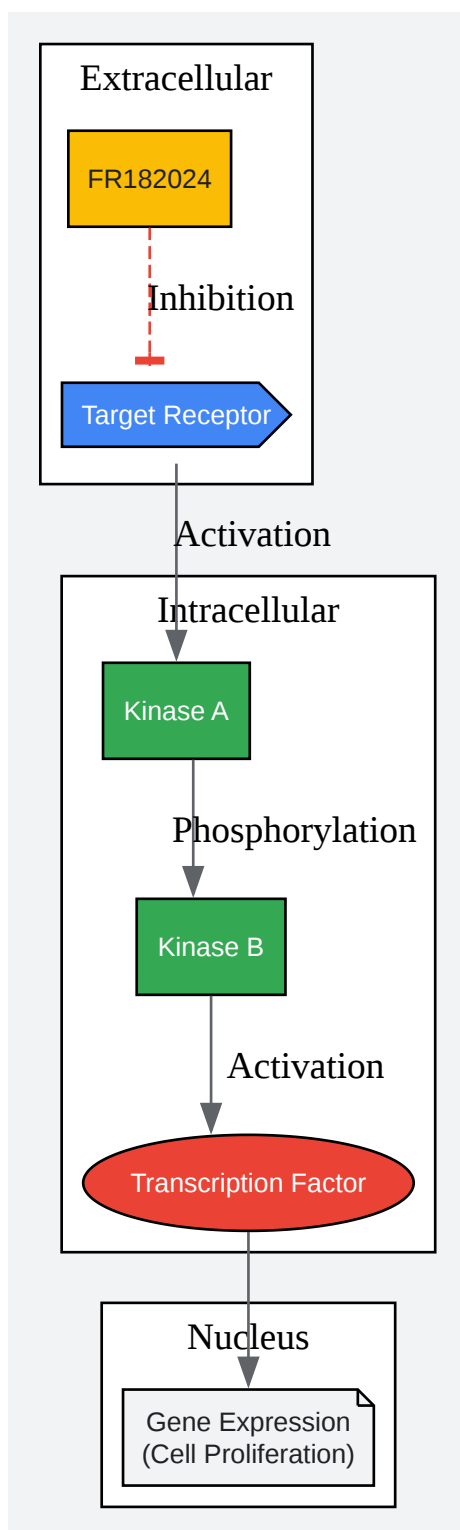 Extracellular
FR182024
Inhibition
Target Receptor
Activation
Intracellular
Kinase A
Phosphorylation
Kinase B
Activation
Transcription Factor
Nucleus
Gene Expression
(Cell Proliferation)